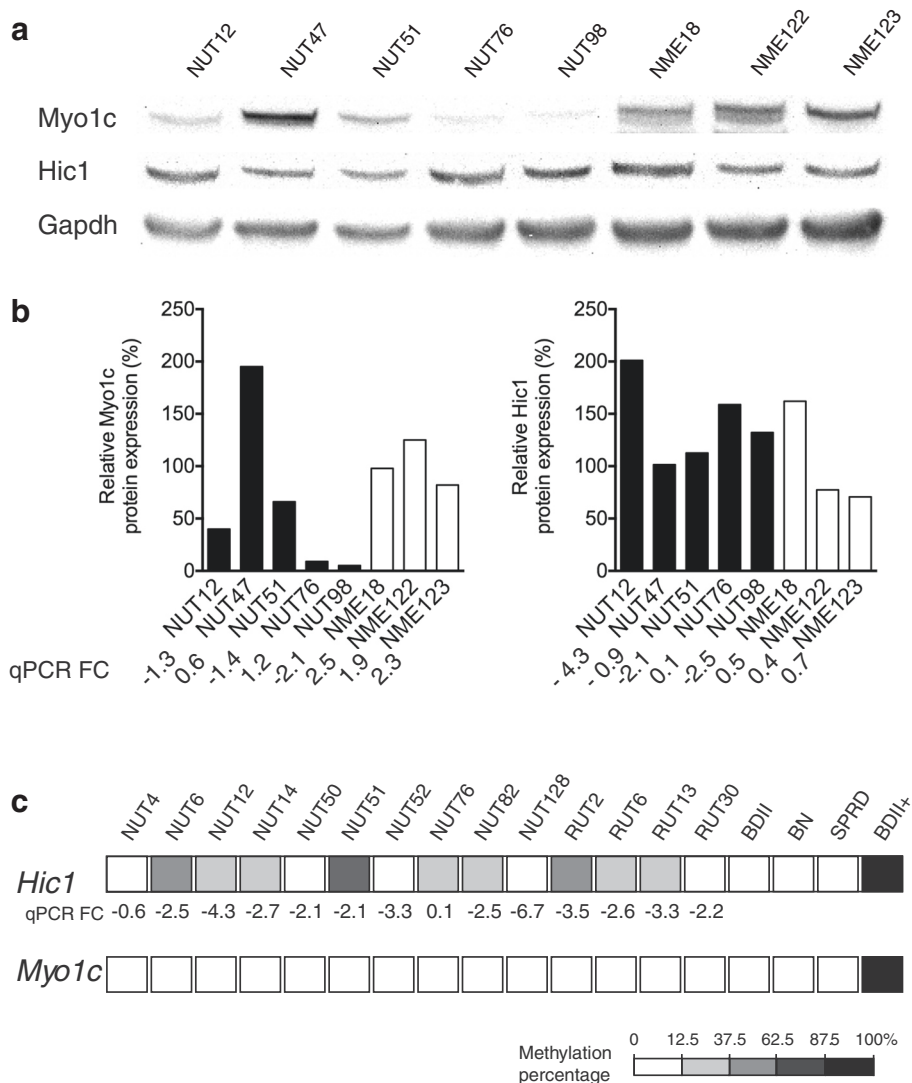 a
NUT12 NUT47 NUT51 NUT76 NUT98 NME18 NME122 NME123
Myo1c
Hic1
Gapdh
b
Relative Myo1c
protein expression (%)
250
200
150
100
50
0
NUT12 NUT47 NUT51 NUT76 NUT98 NME18 NME122 NME123
qPCR FC -1.3 0.6 -1.4 1.2 -2.1 2.5 1.9 2.3
Relative Hic1
protein expression (%)
250
200
150
100
50
0
NUT12 NUT47 NUT51 NUT76 NUT98 NME18 NME122 NME123
- 4.3 - 0.9 -2.1 0.1 -2.5 0.5 0.4 0.7
c
NUT4 NUT6 NUT12 NUT14 NUT50 NUT51 NUT52 NUT76 NUT82 NUT128 RUT2 RUT6 RUT13 RUT30 BDII BN SPRD BDII+
Hic1
qPCR FC -0.6 -2.5 -4.3 -2.7 -2.1 -2.1 -3.3 0.1 -2.5 -6.7 -3.5 -2.6 -3.3 -2.2
Myo1c
Methylation
percentage
0 12.5 37.5 62.5 87.5 100%